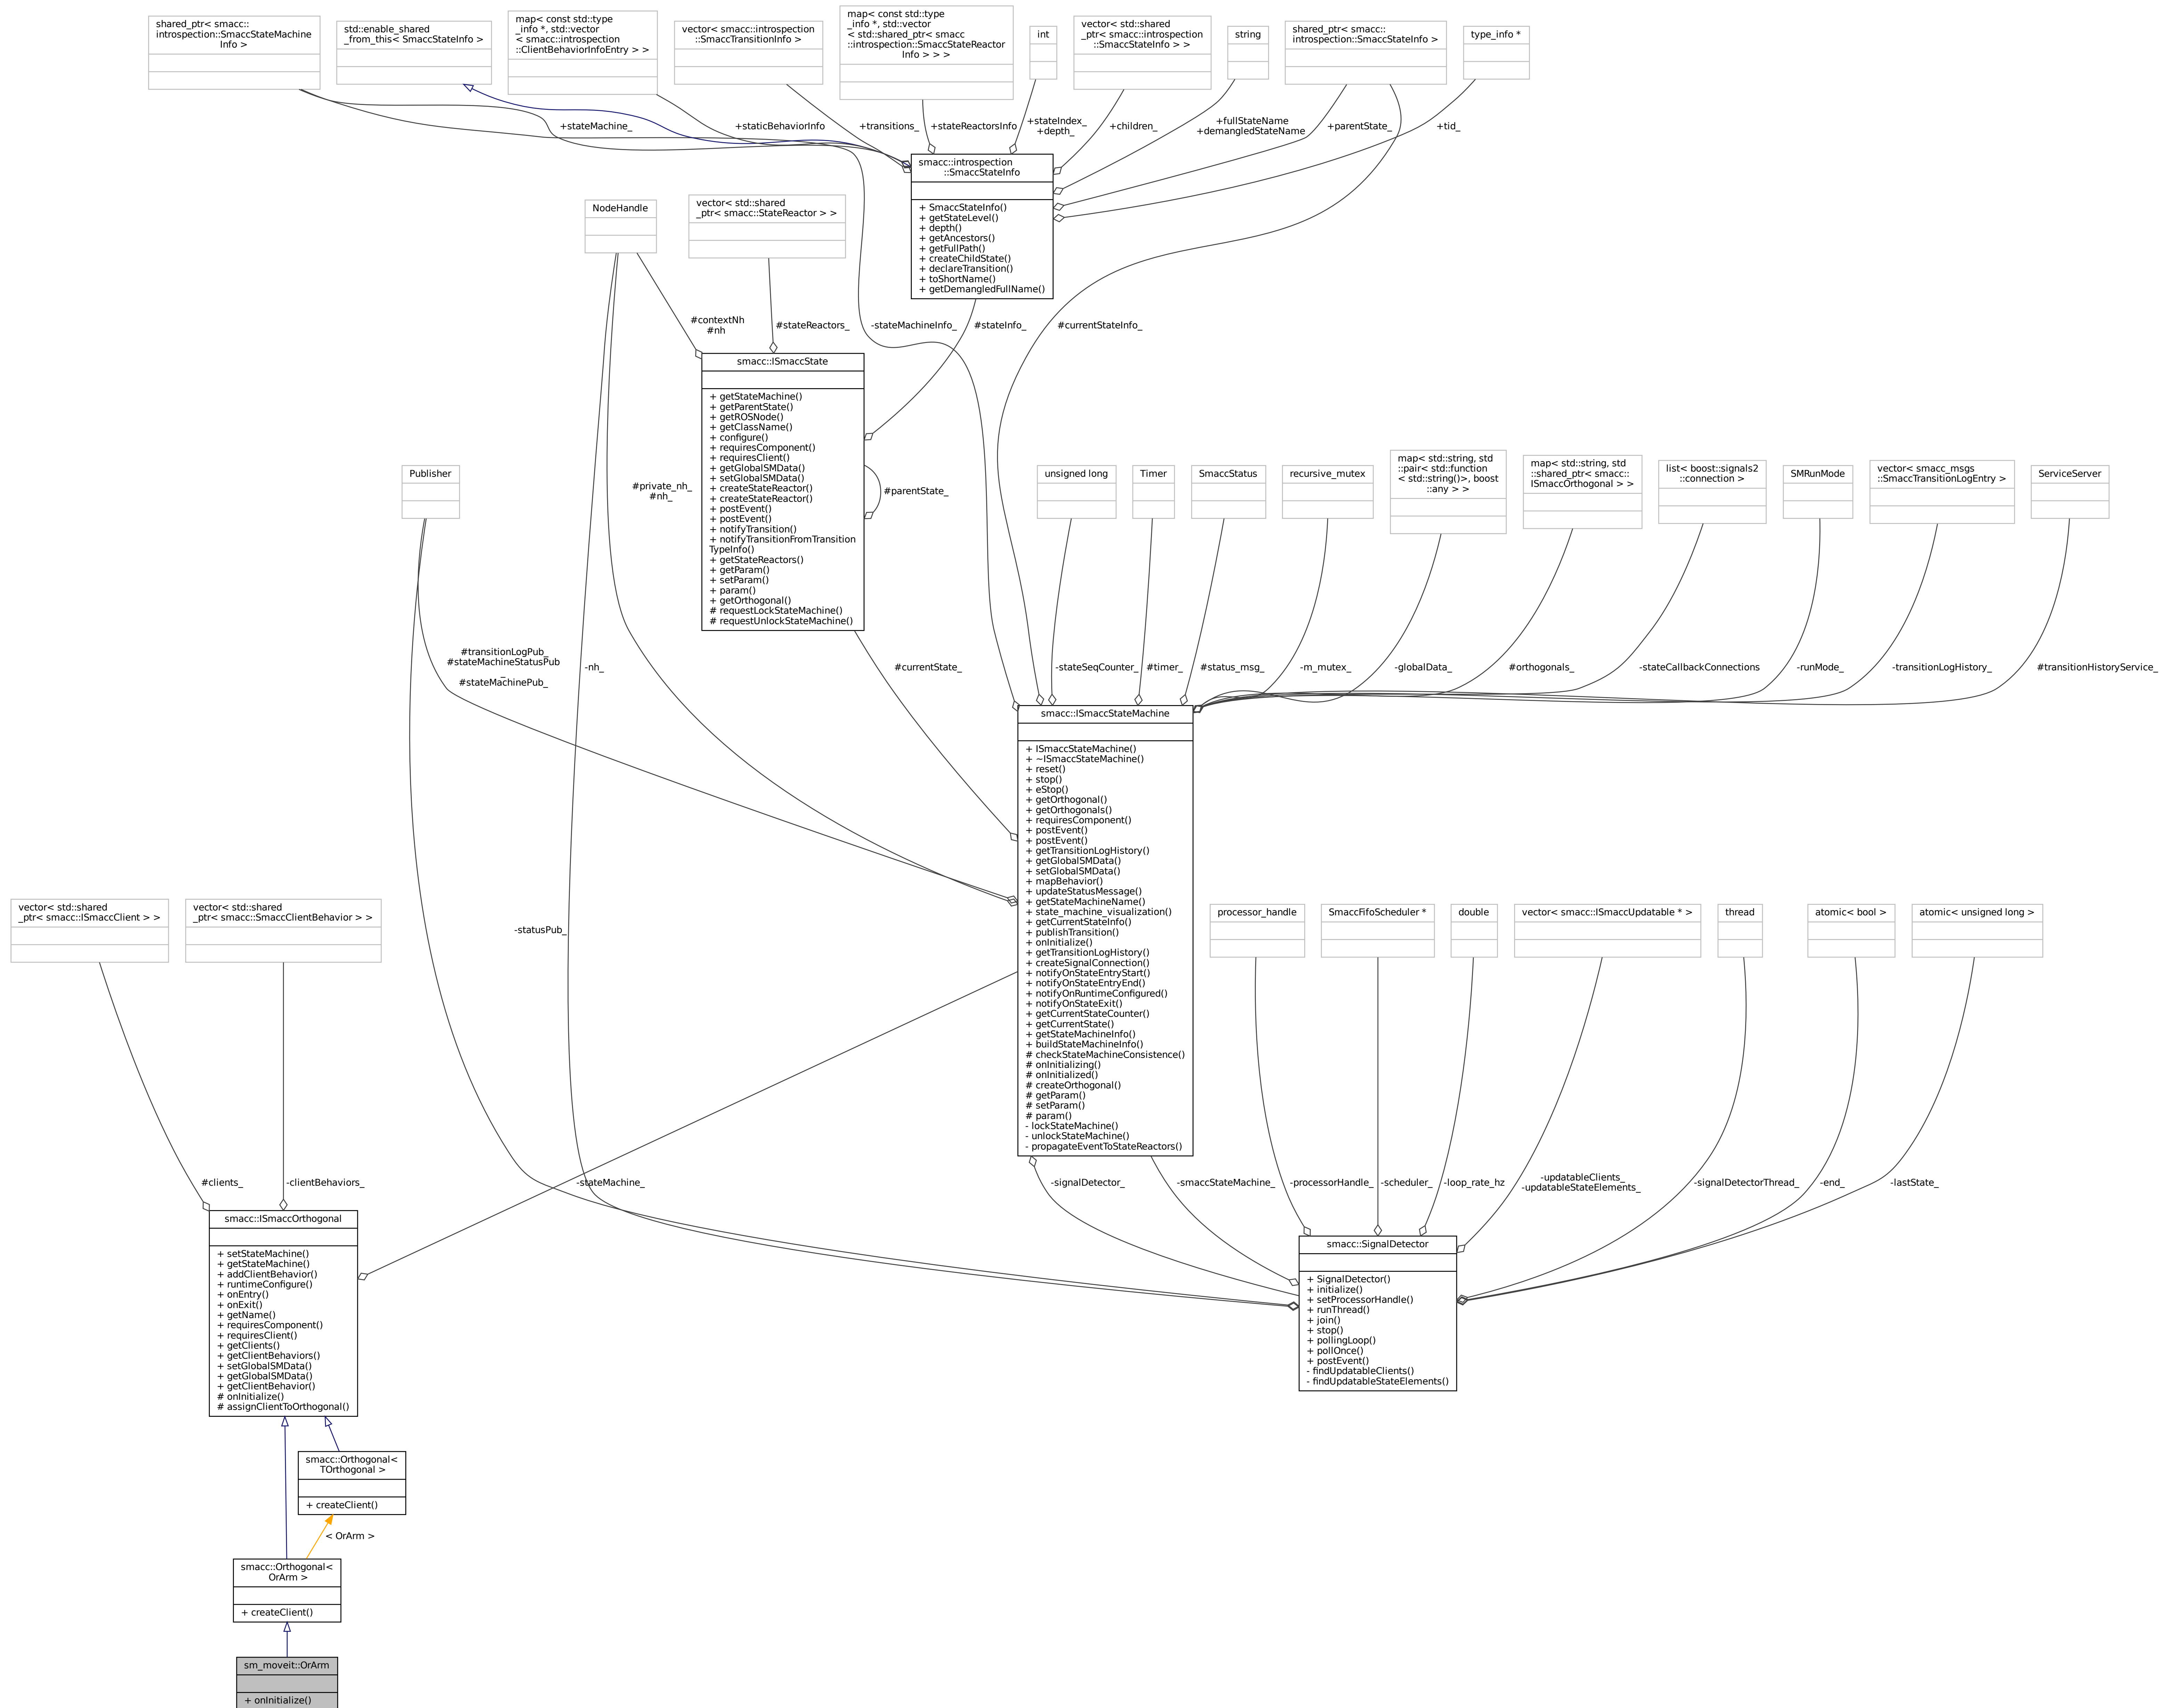 shared_ptr< smacc::
introspection::SmaccStateMachine
Info >
std::enable_shared
_from_this< SmaccStateInfo >
map< const std::type
_info *, std::vector
< smacc::introspection
::ClientBehaviorInfoEntry > >
vector< smacc::introspection
::SmaccTransitionInfo >
map< const std::type
_info *, std::vector
< std::shared_ptr< smacc
::introspection::SmaccStateReactor
Info > > >
int
vector< std::shared
_ptr< smacc::introspection
::SmaccStateInfo > >
string
shared_ptr< smacc::
introspection::SmaccStateInfo >
type_info *
+stateMachine_
+staticBehaviorInfo
+transitions_
+stateReactorsInfo
+stateIndex_
+depth_
+children_
+fullStateName
+demangledStateName
+parentState_
+tid_
smacc::introspection
::SmaccStateInfo
+ SmaccStateInfo()
+ getStateLevel()
+ depth()
+ getAncestors()
+ getFullPath()
+ createChildState()
+ declareTransition()
+ toShortName()
+ getDemangledFullName()
NodeHandle
vector< std::shared
_ptr< smacc::StateReactor > >
#contextNh
#nh
#stateReactors_
-stateMachineInfo_
#stateInfo_
#currentStateInfo_
smacc::ISmaccState
+ getStateMachine()
+ getParentState()
+ getROSNode()
+ getClassName()
+ configure()
+ requiresComponent()
+ requiresClient()
+ getGlobalSMData()
+ setGlobalSMData()
+ createStateReactor()
+ createStateReactor()
+ postEvent()
+ postEvent()
+ notifyTransition()
+ notifyTransitionFromTransition
TypeInfo()
+ getStateReactors()
+ getParam()
+ setParam()
+ param()
+ getOrthogonal()
# requestLockStateMachine()
# requestUnlockStateMachine()
#parentState_
Publisher
#private_nh_
#nh_
unsigned long
Timer
SmaccStatus
recursive_mutex
map< std::string, std
::pair< std::function
< std::string()>, boost
::any > >
map< std::string, std
::shared_ptr< smacc::
ISmaccOrthogonal > >
list< boost::signals2
::connection >
SMRunMode
vector< smacc_msgs
::SmaccTransitionLogEntry >
ServiceServer
#transitionLogPub_
#stateMachineStatusPub
_
#stateMachinePub_
-nh_
#currentState_
-stateSeqCounter_
#timer_
#status_msg_
-m_mutex_
-globalData_
#orthogonals_
-stateCallbackConnections
-runMode_
-transitionLogHistory_
#transitionHistoryService_
smacc::ISmaccStateMachine
+ ISmaccStateMachine()
+ ~ISmaccStateMachine()
+ reset()
+ stop()
+ eStop()
+ getOrthogonal()
+ getOrthogonals()
+ requiresComponent()
+ postEvent()
+ postEvent()
+ getTransitionLogHistory()
+ getGlobalSMData()
+ setGlobalSMData()
+ mapBehavior()
+ updateStatusMessage()
+ getStateMachineName()
+ state_machine_visualization()
+ getCurrentStateInfo()
+ publishTransition()
+ onInitialize()
+ getTransitionLogHistory()
+ createSignalConnection()
+ notifyOnStateEntryStart()
+ notifyOnStateEntryEnd()
+ notifyOnRuntimeConfigured()
+ notifyOnStateExit()
+ getCurrentStateCounter()
+ getCurrentState()
+ getStateMachineInfo()
+ buildStateMachineInfo()
# checkStateMachineConsistence()
# onInitializing()
# onInitialized()
# createOrthogonal()
# getParam()
# setParam()
# param()
- lockStateMachine()
- unlockStateMachine()
- propagateEventToStateReactors()
vector< std::shared
_ptr< smacc::ISmaccClient > >
vector< std::shared
_ptr< smacc::SmaccClientBehavior > >
-statusPub_
processor_handle
SmaccFifoScheduler *
double
vector< smacc::ISmaccUpdatable * >
thread
atomic< bool >
atomic< unsigned long >
#clients_
-clientBehaviors_
-stateMachine_
-signalDetector_
-smaccStateMachine_
-processorHandle_
-scheduler_
-loop_rate_hz
-updatableClients_
-updatableStateElements_
-signalDetectorThread_
-end_
-lastState_
smacc::ISmaccOrthogonal
+ setStateMachine()
+ getStateMachine()
+ addClientBehavior()
+ runtimeConfigure()
+ onEntry()
+ onExit()
+ getName()
+ requiresComponent()
+ requiresClient()
+ getClients()
+ getClientBehaviors()
+ setGlobalSMData()
+ getGlobalSMData()
+ getClientBehavior()
# onInitialize()
# assignClientToOrthogonal()
smacc::SignalDetector
+ SignalDetector()
+ initialize()
+ setProcessorHandle()
+ runThread()
+ join()
+ stop()
+ pollingLoop()
+ pollOnce()
+ postEvent()
- findUpdatableClients()
- findUpdatableStateElements()
smacc::Orthogonal<
TOrthogonal >
+ createClient()
< OrArm >
smacc::Orthogonal<
OrArm >
+ createClient()
sm_moveit::OrArm
+ onInitialize()